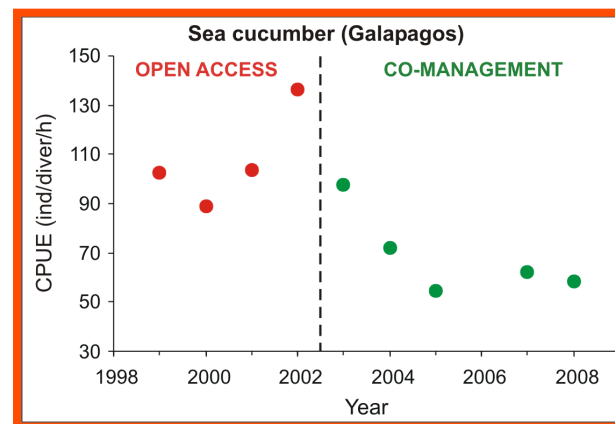 Sea cucumber (Galapagos)
OPEN ACCESS CO-MANAGEMENT
CPUE (ind/diver/h)
150
130
110
90
70
50
30
1998 2000 2002 2004 2006 2008
Year